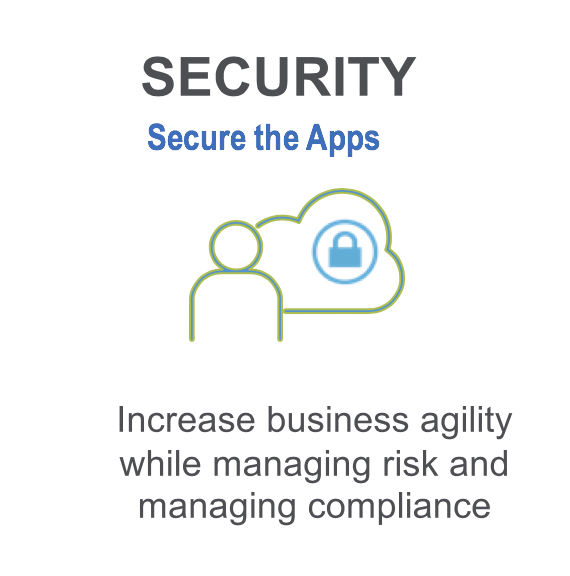 SECURITY
Secure the Apps
Increase business agility
while managing risk and
managing compliance